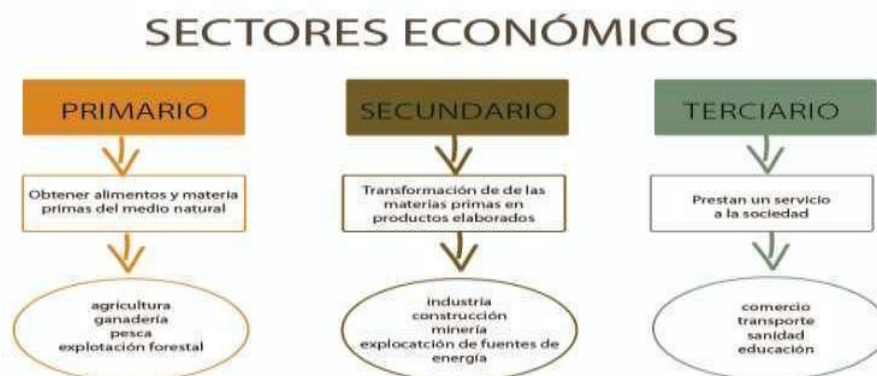 SECTORES ECONÓMICOS
PRIMARIO
Obtener alimentos y materia
primas del medio natural
agricultura
ganadería
pesca
explotación forestal
SECUNDARIO
Transformación de de las
materias primas en
productos elaborados
industria
construcción
minería
explocatción de fuentes de
energía
TERCIARIO
Prestan un servicio
a la sociedad
comercio
transporte
sanidad
educación